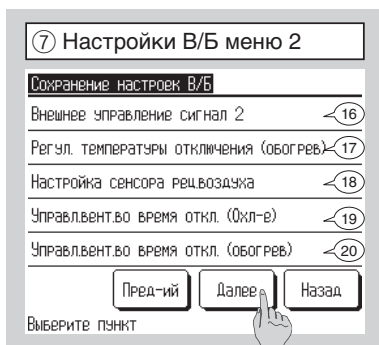 ⑦ Настройки В/Б меню 2
Сохранение настроек В/Б
Внешнее управление сигнал 2 ⑯
Регул. температуры отключения (обогрев) ⑰
Настройка сенсора рец.воздуха ⑱
Управл.вент.во время откл. (Охл-е) ⑲
Управл.вент.во время откл. (обогрев) ⑳
Пред-ий Далее Назад
Выберите пункт